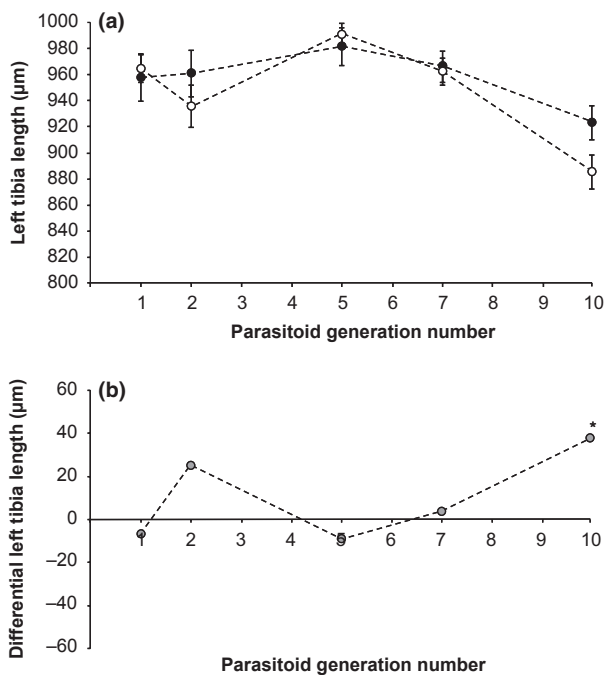 (a)
Left tibia length (µm)
1000
980
960
940
920
900
880
860
840
820
800
1 2 3 4 5 6 7 8 9 10
Parasitoid generation number
(b)
Differential left tibia length (µm)
60
40
20
0
–20
–40
–60
*
1 2 3 4 5 6 7 8 9 10
Parasitoid generation number